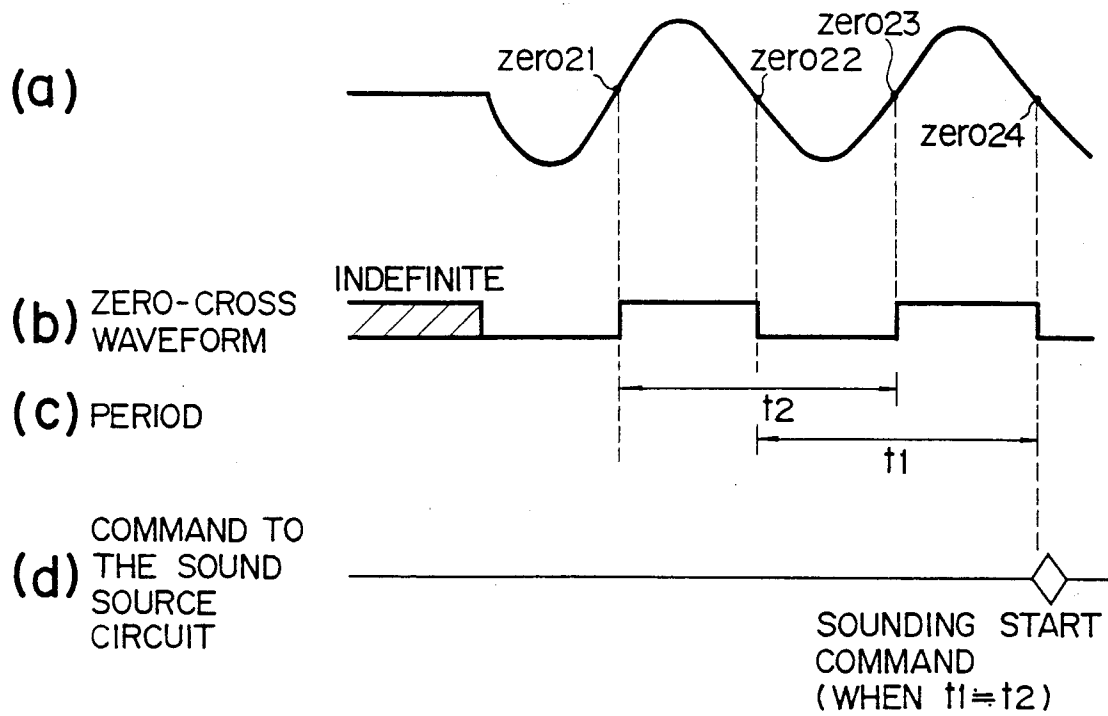 (a)
zero21
zero22
zero23
zero24
INDEFINITE
(b) ZERO-CROSS
WAVEFORM
(c) PERIOD
t2
t1
(d) COMMAND TO
THE SOUND
SOURCE
CIRCUIT
SOUNDING START
COMMAND
(WHEN t1≒t2)